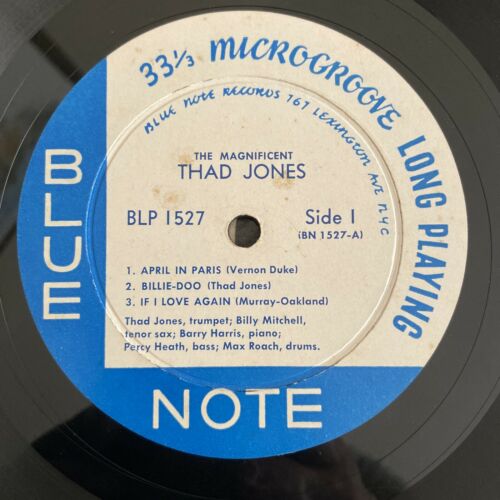 33⅓ MICROGROOVE LONG PLAYING
BLUE NOTE RECORDS 767 LEXINGTON AVE NYC
BLUE
NOTE
THE MAGNIFICENT
THAD JONES
BLP 1527 Side 1
(BN 1527-A)
1. APRIL IN PARIS (Vernon Duke)
2. BILLIE-DOO (Thad Jones)
3. IF I LOVE AGAIN (Murray-Oakland)
Thad Jones, trumpet; Billy Mitchell,
tenor sax; Barry Harris, piano;
Percy Heath, bass; Max Roach, drums.